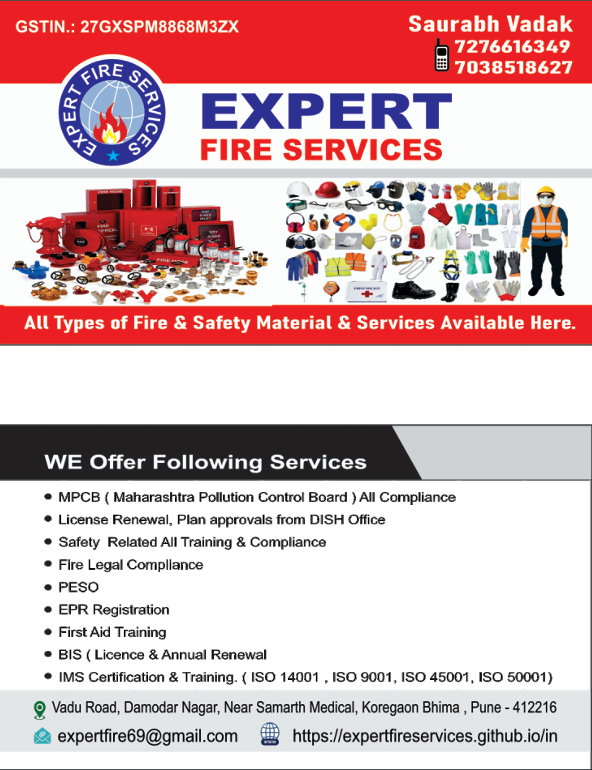 GSTIN.: 27GXSPM8868M3ZX
Saurabh Vadak
7276616349
7038518627
EXPERT FIRE SERVICES
EXPERT
FIRE SERVICES
FIRE HOSE
All Types of Fire & Safety Material & Services Available Here.
WE Offer Following Services
MPCB ( Maharashtra Pollution Control Board ) All Compliance
License Renewal, Plan approvals from DISH Office
Safety Related All Training & Compliance
Fire Legal Compliance
PESO
EPR Registration
First Aid Training
BIS ( Licence & Annual Renewal
IMS Certification & Training. ( ISO 14001 , ISO 9001, ISO 45001, ISO 50001)
Vadu Road, Damodar Nagar, Near Samarth Medical, Koregaon Bhima , Pune - 412216
expertfire69@gmail.com
https://expertfireservices.github.io/in